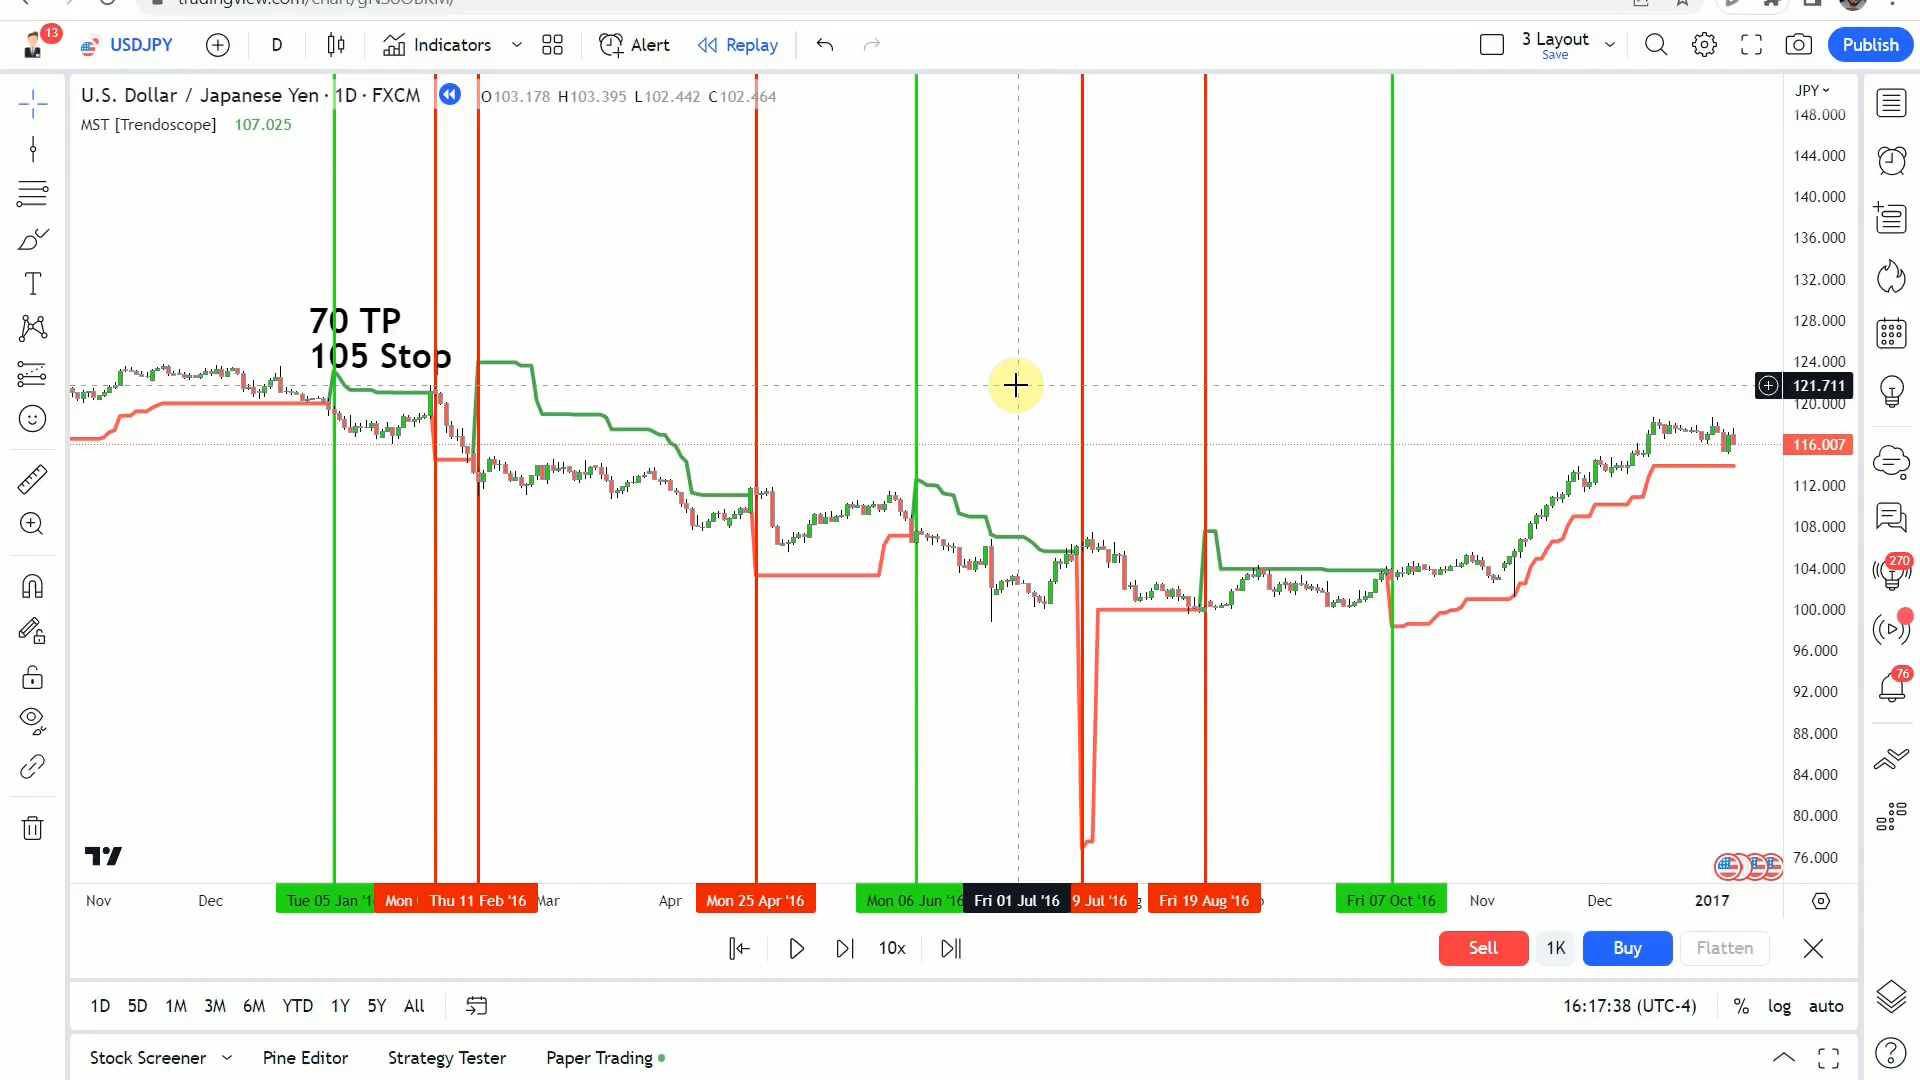 13
USDJPY
D
Indicators
Alert
Replay
3 Layout
Save
Publish
U.S. Dollar / Japanese Yen · 1D · FXCM
O103.178 H103.395 L102.442 C102.464
MST [Trendoscope] 107.025
JPY
148.000
144.000
140.000
136.000
132.000
128.000
124.000
121.711
120.000
116.007
112.000
108.000
104.000
100.000
96.000
92.000
88.000
84.000
80.000
76.000
70 TP
105 Stop
270
76
Nov
Dec
Tue 05 Jan '1
Mon
Thu 11 Feb '16
Mar
Apr
Mon 25 Apr '16
Mon 06 Jun '16
Fri 01 Jul '16
9 Jul '16
Fri 19 Aug '16
Fri 07 Oct '16
Nov
Dec
2017
10x
Sell
1K
Buy
Flatten
1D 5D 1M 3M 6M YTD 1Y 5Y All
16:17:38 (UTC-4)
%
log
auto
Stock Screener
Pine Editor
Strategy Tester
Paper Trading